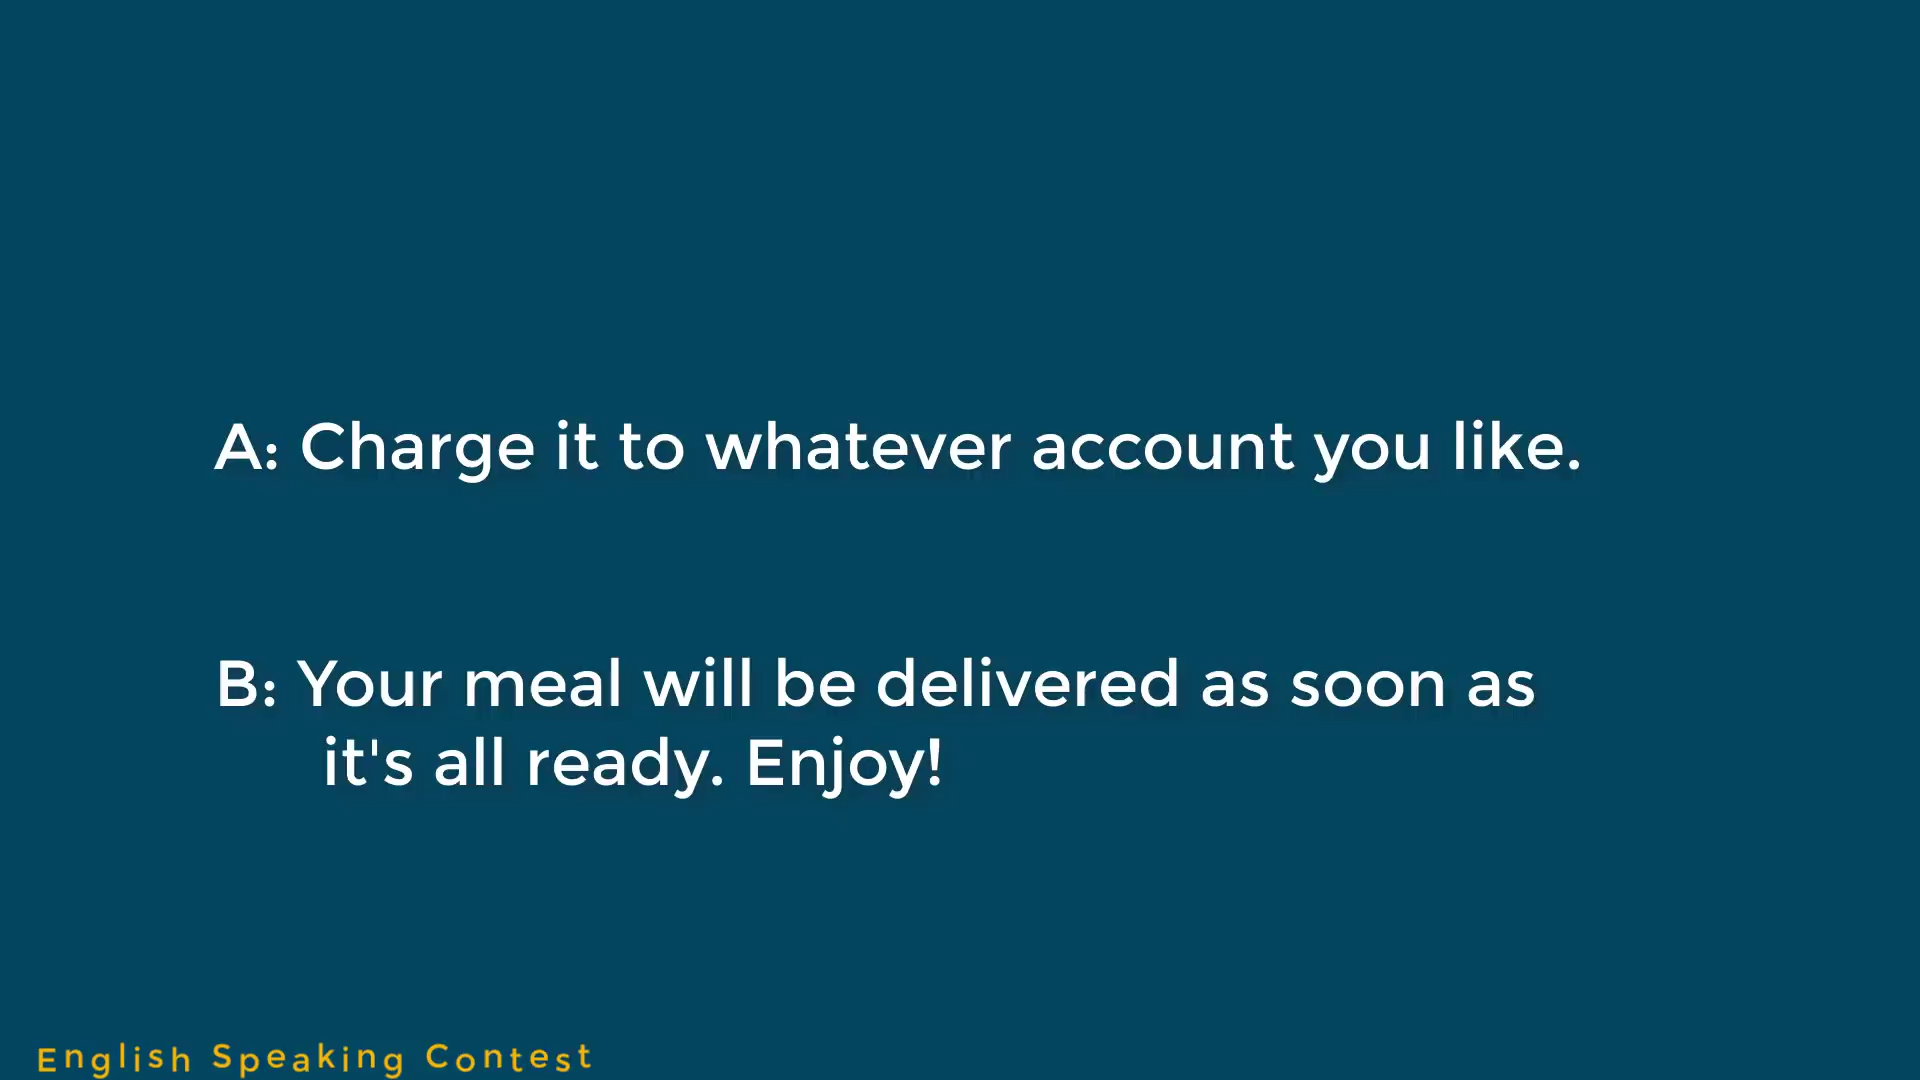 A: Charge it to whatever account you like.
B: Your meal will be delivered as soon as
it's all ready. Enjoy!
English Speaking Contest